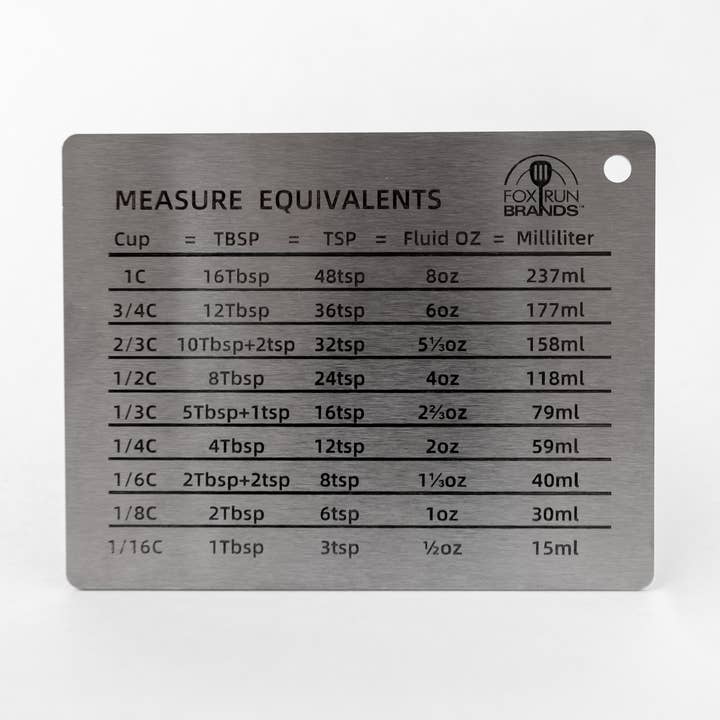 FOX RUN
BRANDS™
MEASURE EQUIVALENTS
Cup = TBSP = TSP = Fluid OZ = Milliliter
1C 16Tbsp 48tsp 8oz 237ml
3/4C 12Tbsp 36tsp 6oz 177ml
2/3C 10Tbsp+2tsp 32tsp 5⅓oz 158ml
1/2C 8Tbsp 24tsp 4oz 118ml
1/3C 5Tbsp+1tsp 16tsp 2⅔oz 79ml
1/4C 4Tbsp 12tsp 2oz 59ml
1/6C 2Tbsp+2tsp 8tsp 1⅓oz 40ml
1/8C 2Tbsp 6tsp 1oz 30ml
1/16C 1Tbsp 3tsp ½oz 15ml